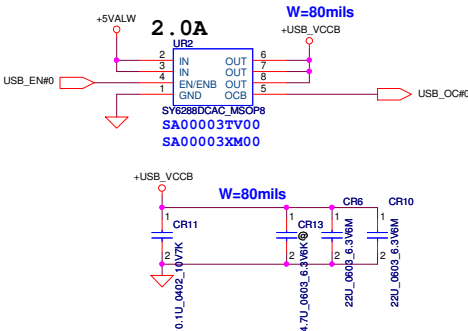 W=80mils
+5VALW
2.0A
+USB_VCCB
UR2
2 IN OUT 6
3 IN OUT 7
USB_EN#0 4 EN/ENB OUT 8
1 GND OCB 5 USB_OC#0
SY6288DCAC_MSOP8
SA00003TV00
SA00003XM00
+USB_VCCB
W=80mils
CR6 CR10
1 1 1 1
CR11 CR13
@
2 2 2 2
0.1U_0402_10V7K
4.7U_0603_6.3V6K
22U_0603_6.3V6M
22U_0603_6.3V6M